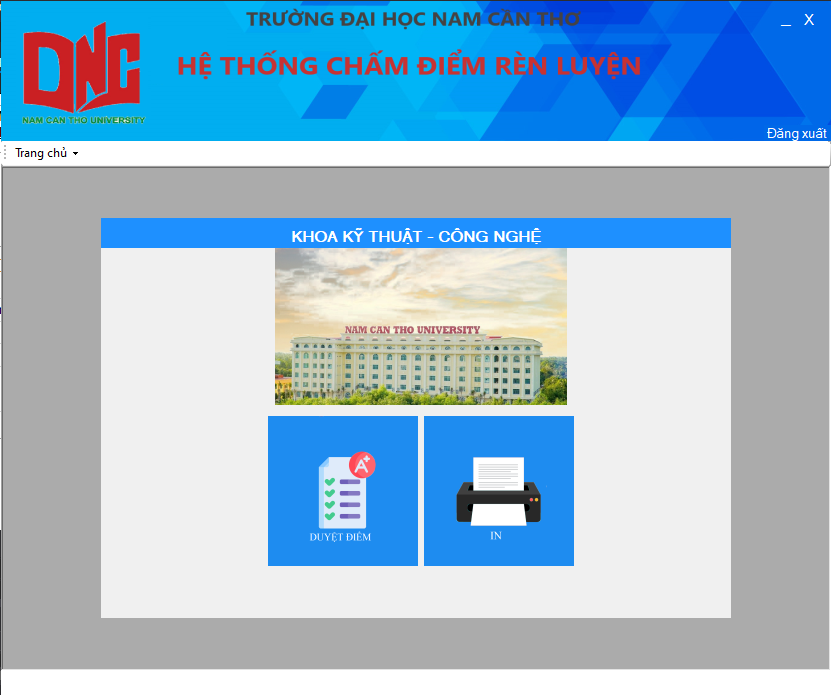 TRƯỜNG ĐẠI HỌC NAM CẦN THƠ
_ X
HỆ THỐNG CHẤM ĐIỂM RÈN LUYỆN
DNC
NAM CAN THO UNIVERSITY
Đăng xuất
Trang chủ
KHOA KỸ THUẬT - CÔNG NGHỆ
NAM CAN THO UNIVERSITY
A+
DUYỆT ĐIỂM
IN